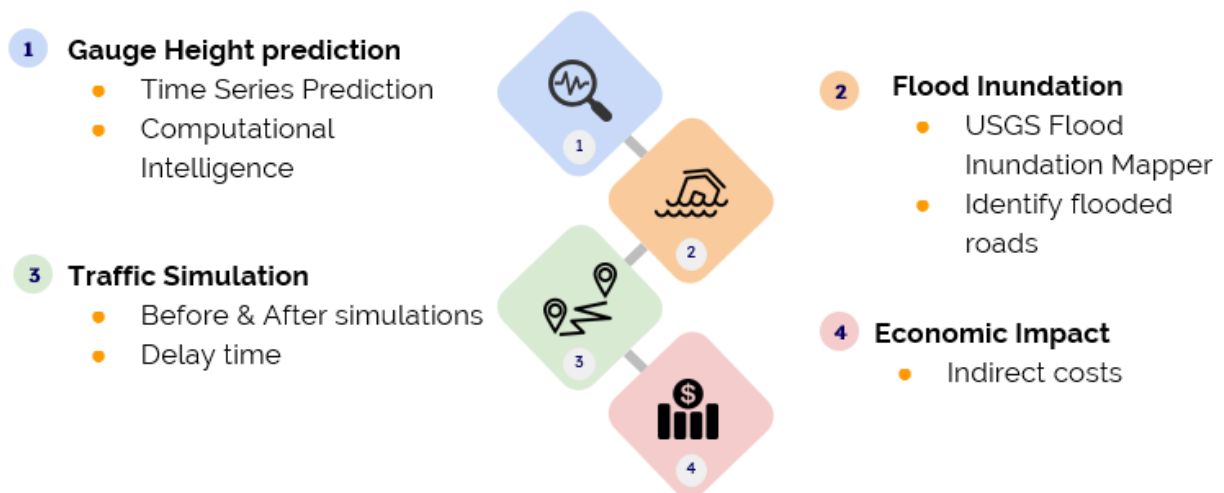 1 Gauge Height prediction
● Time Series Prediction
● Computational
Intelligence
2 Flood Inundation
● USGS Flood
Inundation Mapper
● Identify flooded
roads
3 Traffic Simulation
● Before & After simulations
● Delay time
4 Economic Impact
● Indirect costs
1
2
3
$
4